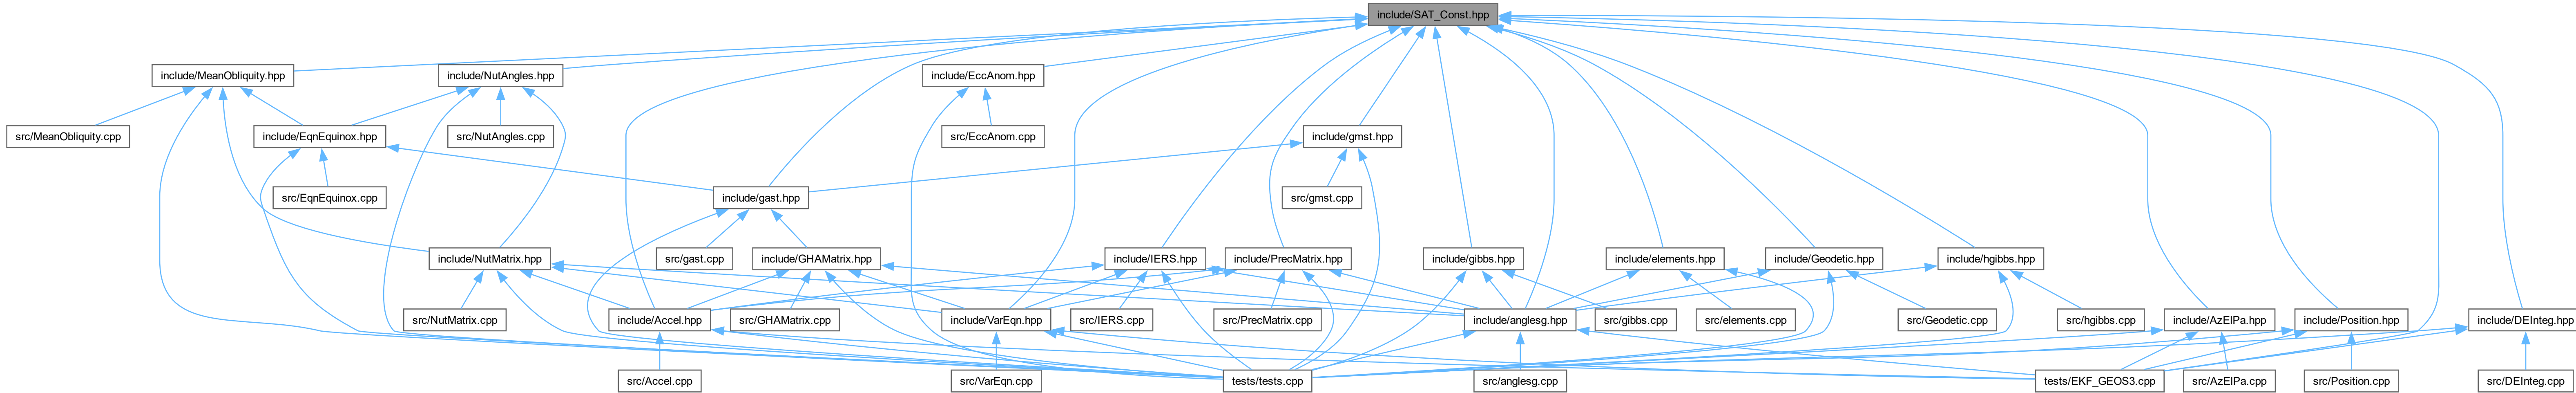 include/SAT_Const.hpp
include/MeanObliquity.hpp
include/NutAngles.hpp
include/EccAnom.hpp
src/MeanObliquity.cpp
include/EqnEquinox.hpp
src/NutAngles.cpp
src/EccAnom.cpp
include/gmst.hpp
src/EqnEquinox.cpp
include/gast.hpp
src/gmst.cpp
include/NutMatrix.hpp
src/gast.cpp
include/GHAMatrix.hpp
include/IERS.hpp
include/PrecMatrix.hpp
include/gibbs.hpp
include/elements.hpp
include/Geodetic.hpp
include/hgibbs.hpp
src/NutMatrix.cpp
include/Accel.hpp
src/GHAMatrix.cpp
include/VarEqn.hpp
src/IERS.cpp
src/PrecMatrix.cpp
include/anglesg.hpp
src/gibbs.cpp
src/elements.cpp
src/Geodetic.cpp
src/hgibbs.cpp
include/AzElPa.hpp
include/Position.hpp
include/DEInteg.hpp
src/Accel.cpp
src/VarEqn.cpp
tests/tests.cpp
src/anglesg.cpp
tests/EKF_GEOS3.cpp
src/AzElPa.cpp
src/Position.cpp
src/DEInteg.cpp